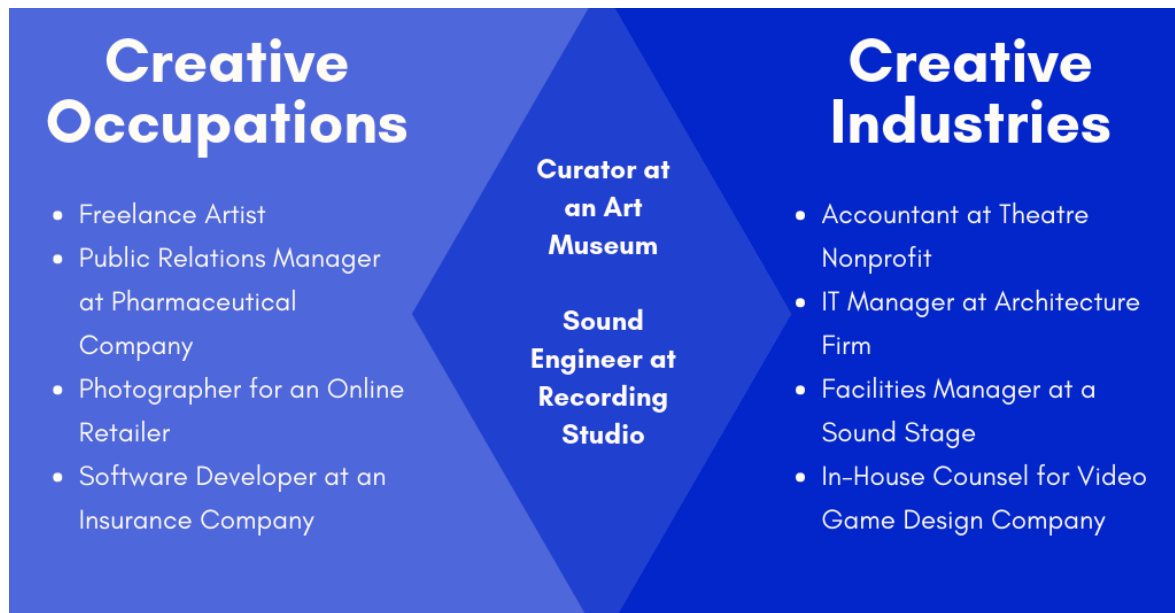 Creative
Occupations
• Freelance Artist
• Public Relations Manager
at Pharmaceutical
Company
• Photographer for an Online
Retailer
• Software Developer at an
Insurance Company
Curator at
an Art
Museum
Sound
Engineer at
Recording
Studio
Creative
Industries
• Accountant at Theatre
Nonprofit
• IT Manager at Architecture
Firm
• Facilities Manager at a
Sound Stage
• In-House Counsel for Video
Game Design Company